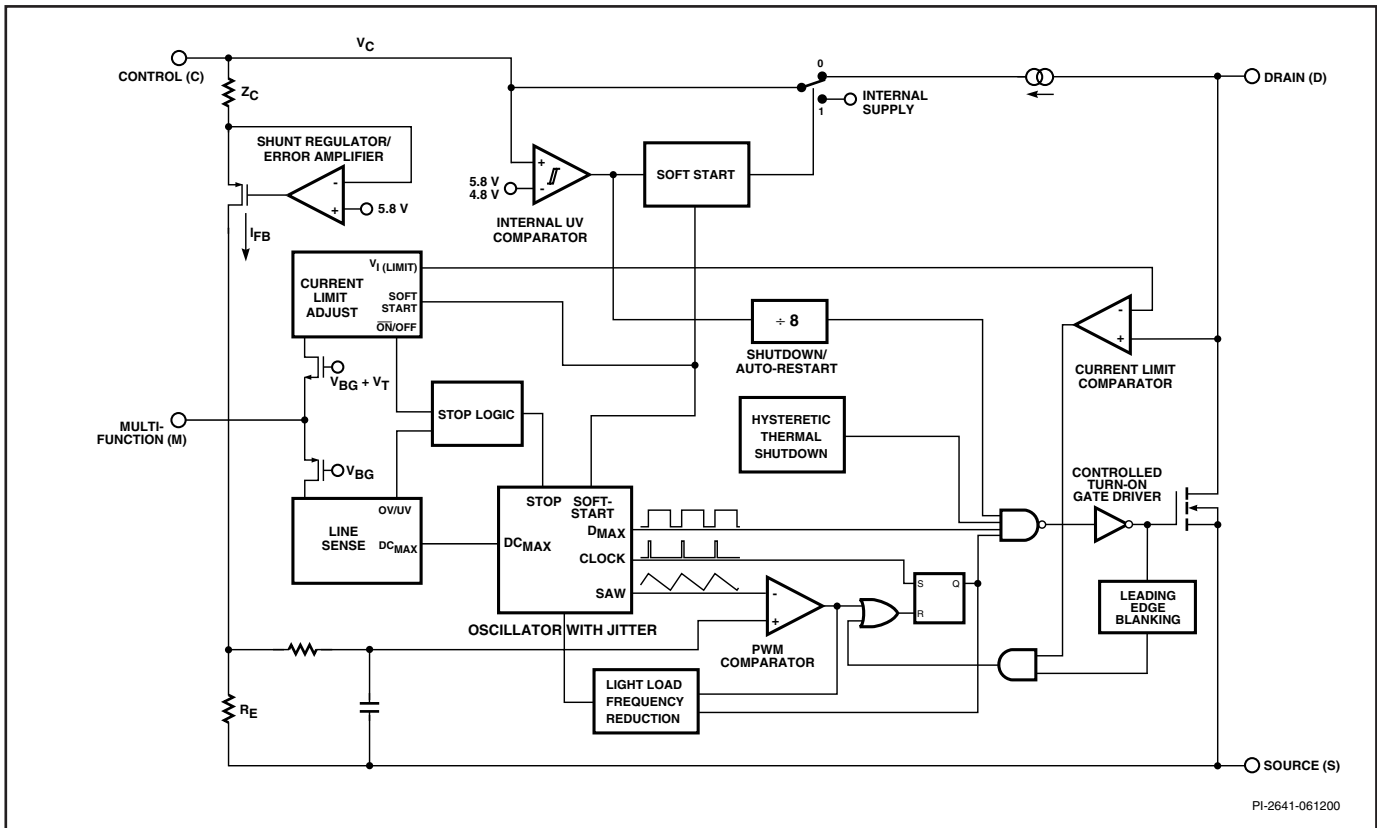 V_C
0
CONTROL (C)
DRAIN (D)
Z_C
1
INTERNAL
SUPPLY
SHUNT REGULATOR/
ERROR AMPLIFIER
-
+
5.8 V
I_FB
+
-
5.8 V
4.8 V
INTERNAL UV
COMPARATOR
SOFT START
CURRENT
LIMIT
ADJUST
V_I (LIMIT)
SOFT
START
O̅N̅/OFF
÷ 8
SHUTDOWN/
AUTO-RESTART
-
+
CURRENT LIMIT
COMPARATOR
V_BG + V_T
MULTI-
FUNCTION (M)
STOP LOGIC
HYSTERETIC
THERMAL
SHUTDOWN
V_BG
CONTROLLED
TURN-ON
GATE DRIVER
OV/UV
LINE
SENSE
DC_MAX
STOP
SOFT-
START
DC_MAX
D_MAX
CLOCK
SAW
OSCILLATOR WITH JITTER
-
+
PWM
COMPARATOR
S
Q
R
LEADING
EDGE
BLANKING
LIGHT LOAD
FREQUENCY
REDUCTION
R_E
SOURCE (S)
PI-2641-061200